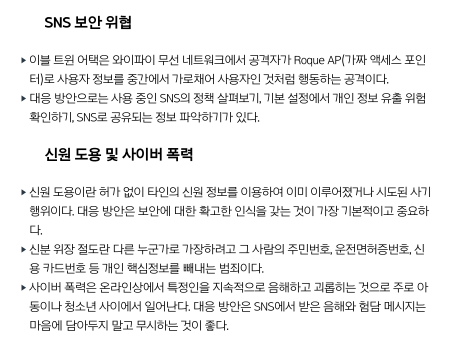 SNS 보안 위협
▸ 이블 트윈 어택은 와이파이 무선 네트워크에서 공격자가 Roque AP(가짜 액세스 포인
터)로 사용자 정보를 중간에서 가로채어 사용자인 것처럼 행동하는 공격이다.
▸ 대응 방안으로는 사용 중인 SNS의 정책 살펴보기, 기본 설정에서 개인 정보 유출 위험
확인하기, SNS로 공유되는 정보 파악하기가 있다.
신원 도용 및 사이버 폭력
▸ 신원 도용이란 허가 없이 타인의 신원 정보를 이용하여 이미 이루어졌거나 시도된 사기
행위이다. 대응 방안은 보안에 대한 확고한 인식을 갖는 것이 가장 기본적이고 중요하
다.
▸ 신분 위장 절도란 다른 누군가로 가장하려고 그 사람의 주민번호, 운전면허증번호, 신
용 카드번호 등 개인 핵심정보를 빼내는 범죄이다.
▸ 사이버 폭력은 온라인상에서 특정인을 지속적으로 음해하고 괴롭히는 것으로 주로 아
동이나 청소년 사이에서 일어난다. 대응 방안은 SNS에서 받은 음해와 험담 메시지는
마음에 담아두지 말고 무시하는 것이 좋다.